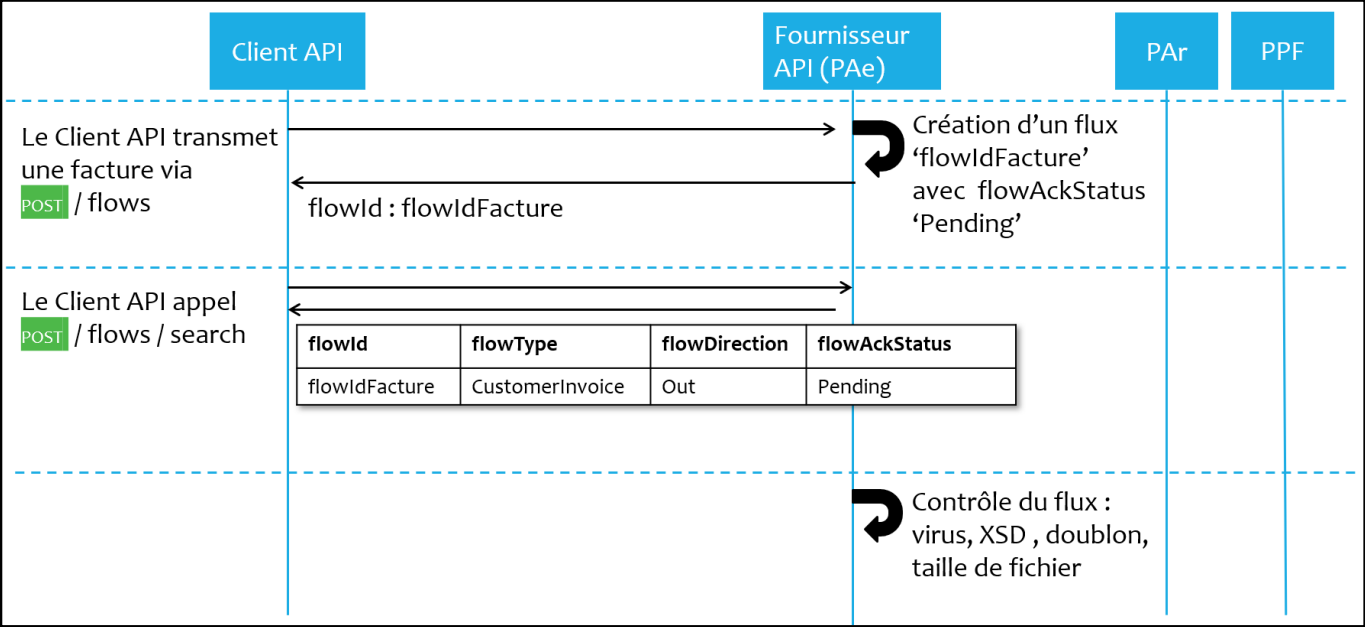 Client API
Fournisseur
API (PAe)
PAr
PPF
Le Client API transmet
une facture via
POST / flows
flowId : flowIdFacture
Création d’un flux
‘flowIdFacture’
avec flowAckStatus
‘Pending’
Le Client API appel
POST / flows / search
flowId flowType flowDirection flowAckStatus
flowIdFacture CustomerInvoice Out Pending
Contrôle du flux :
virus, XSD , doublon,
taille de fichier